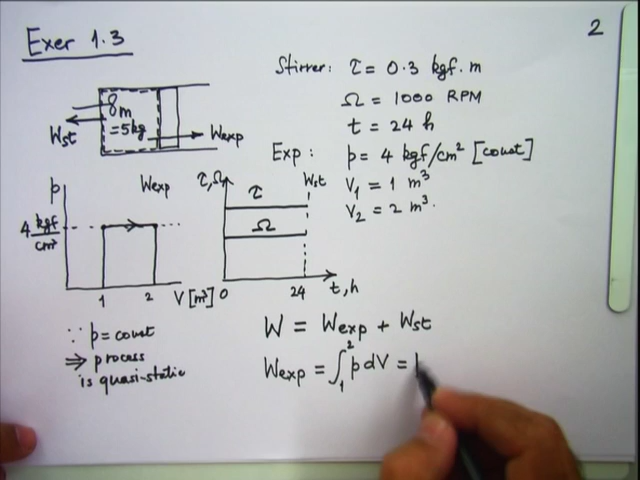 2
Exer 1.3
Stirrer: τ = 0.3 kgf.m
Ω = 1000 RPM
t = 24 h
Exp: p = 4 kgf/cm² [const]
V₁ = 1 m³
V₂ = 2 m³.
m
= 5kg
Wst
Wexp
p
Wexp
4 kgf/cm²
1 2 V [m³]
τ,Ω
τ
Wst
Ω
0 24 t, h
∵ p = const
⇒ process
is quasi-static
W = Wexp + Wst
Wexp = ∫₁² p dV =